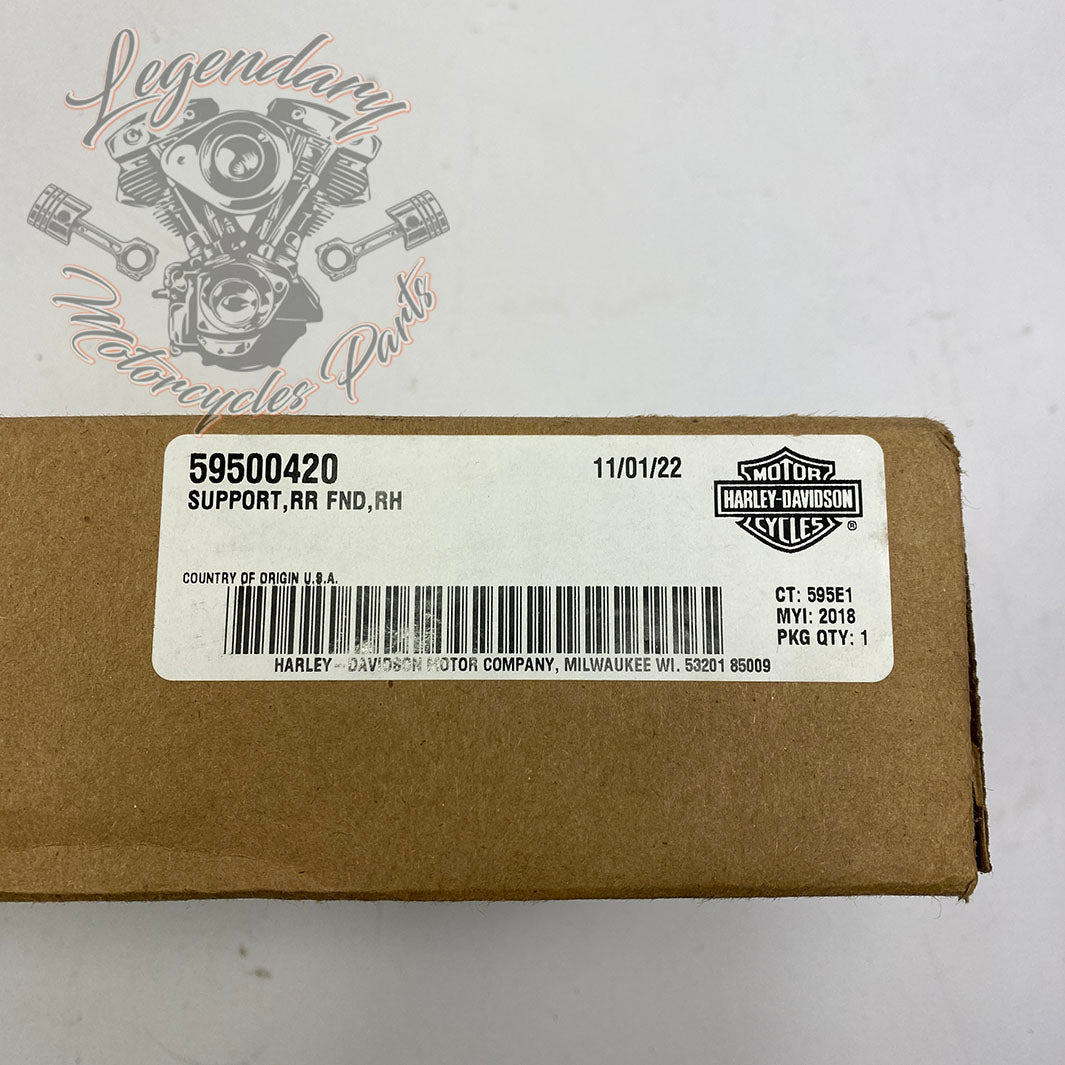 Legendary
Motorcycles Parts
59500420
11/01/22
SUPPORT,RR FND,RH
MOTOR
HARLEY-DAVIDSON
CYCLES
®
COUNTRY OF ORIGIN U.S.A.
CT: 595E1
MYI: 2018
PKG QTY: 1
HARLEY-DAVIDSON MOTOR COMPANY, MILWAUKEE WI. 53201 85009